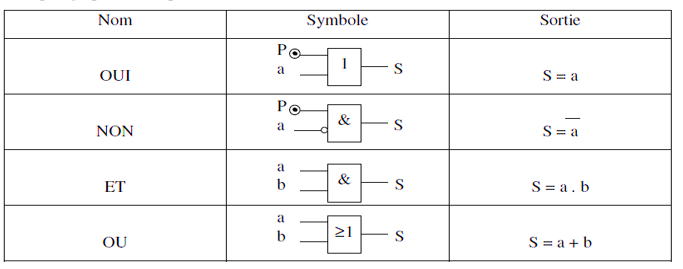 Nom Symbole Sortie
OUI P a 1 S S = a
NON P a & S S = a̅
ET a b & S S = a . b
OU a b ≥1 S S = a + b